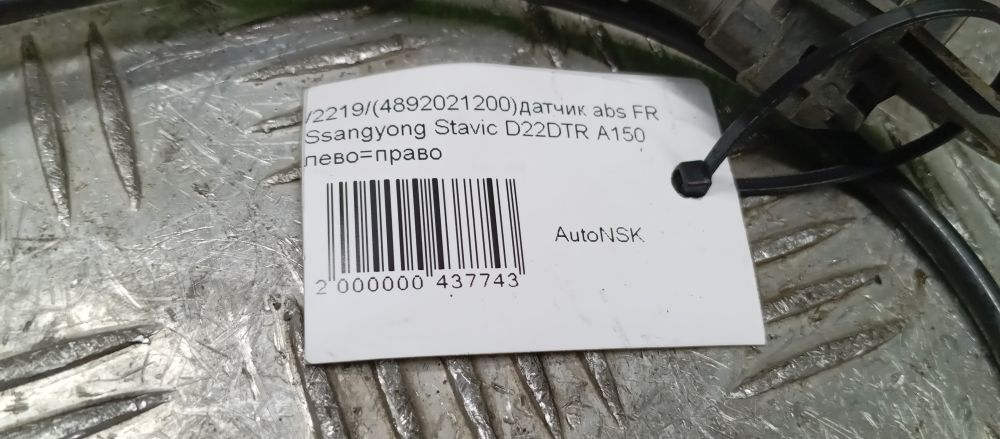 /2219/(4892021200)датчик abs FR
Ssangyong Stavic D22DTR A150
лево=право
AutoNSK
2 000000 437743